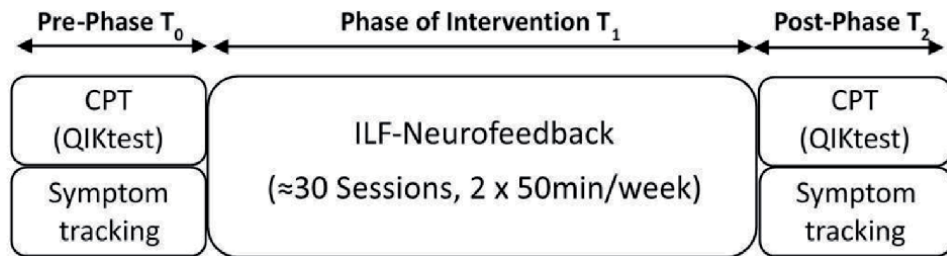 Pre-Phase T₀
Phase of Intervention T₁
Post-Phase T₂
CPT
(QIKtest)
Symptom
tracking
ILF-Neurofeedback
(≈30 Sessions, 2 x 50min/week)
CPT
(QIKtest)
Symptom
tracking